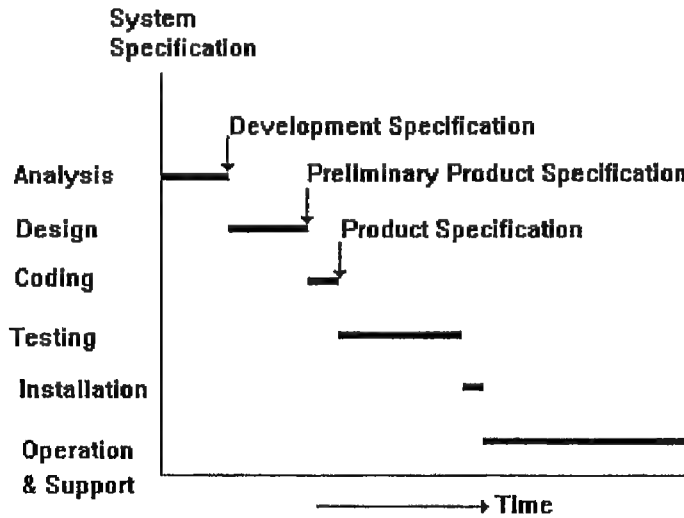 System
Specification
Development Specification
Analysis
Preliminary Product Specification
Design
Product Specification
Coding
Testing
Installation
Operation
& Support
Time